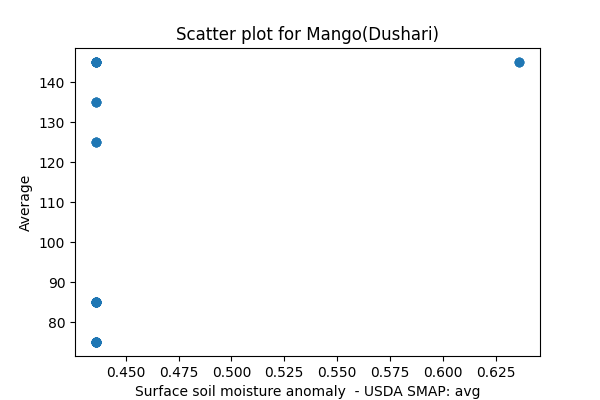 Scatter plot for Mango(Dushari)
140
130
120
110
100
90
80
Average
0.450 0.475 0.500 0.525 0.550 0.575 0.600 0.625
Surface soil moisture anomaly  - USDA SMAP: avg